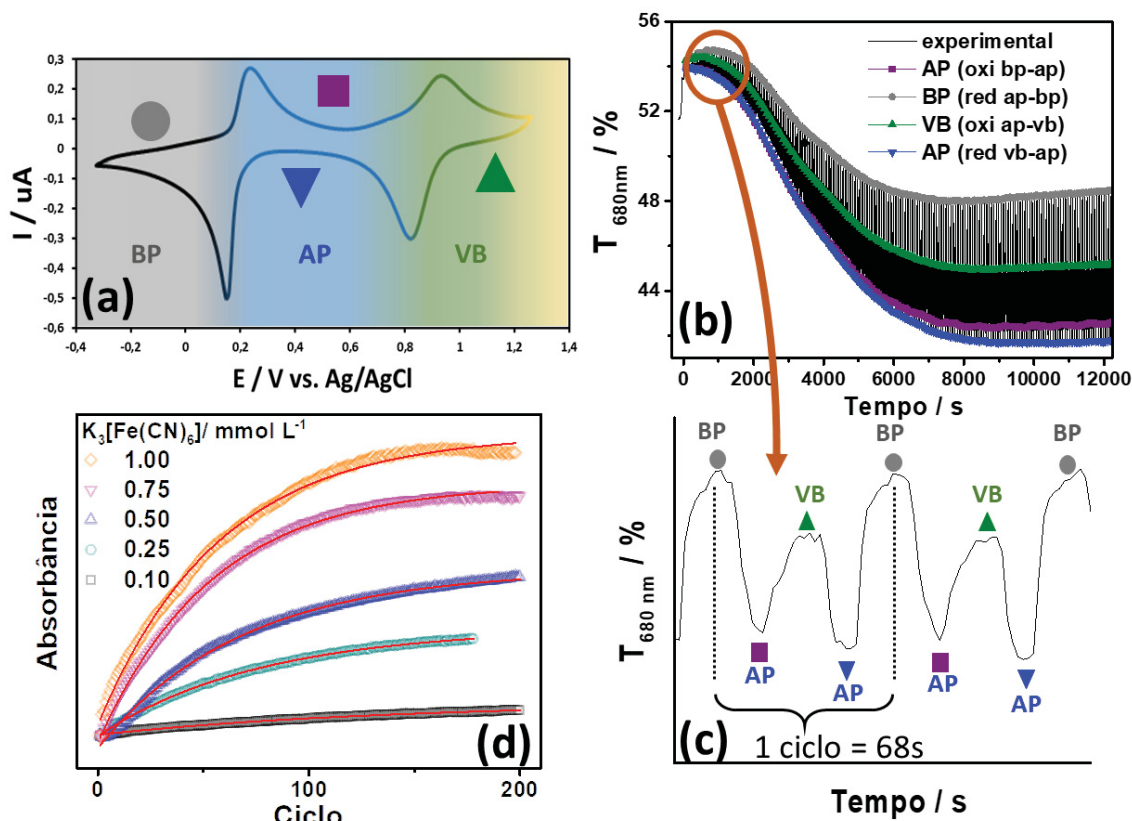 (a)
I / uA
0,3
0,2
0,1
0
-0,1
-0,2
-0,3
-0,4
-0,5
-0,6
BP
AP
VB
-0,4
-0,2
0
0,2
0,4
0,6
0,8
1
1,2
1,4
E / V vs. Ag/AgCl
(b)
T 680nm / %
56
52
48
44
experimental
AP (oxi bp-ap)
BP (red ap-bp)
VB (oxi ap-vb)
AP (red vb-ap)
0
2000
4000
6000
8000
10000
12000
Tempo / s
(d)
Absorbância
K3[Fe(CN)6]/ mmol L-1
1.00
0.75
0.50
0.25
0.10
0
100
200
Ciclo
(c)
T 680 nm / %
BP
BP
BP
VB
VB
AP
AP
AP
AP
1 ciclo = 68s
Tempo / s